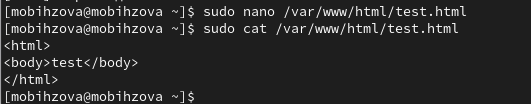 [mobihzova@mobihzova ~]$ sudo nano /var/www/html/test.html
[mobihzova@mobihzova ~]$ sudo cat /var/www/html/test.html
<html>
<body>test</body>
</html>
[mobihzova@mobihzova ~]$